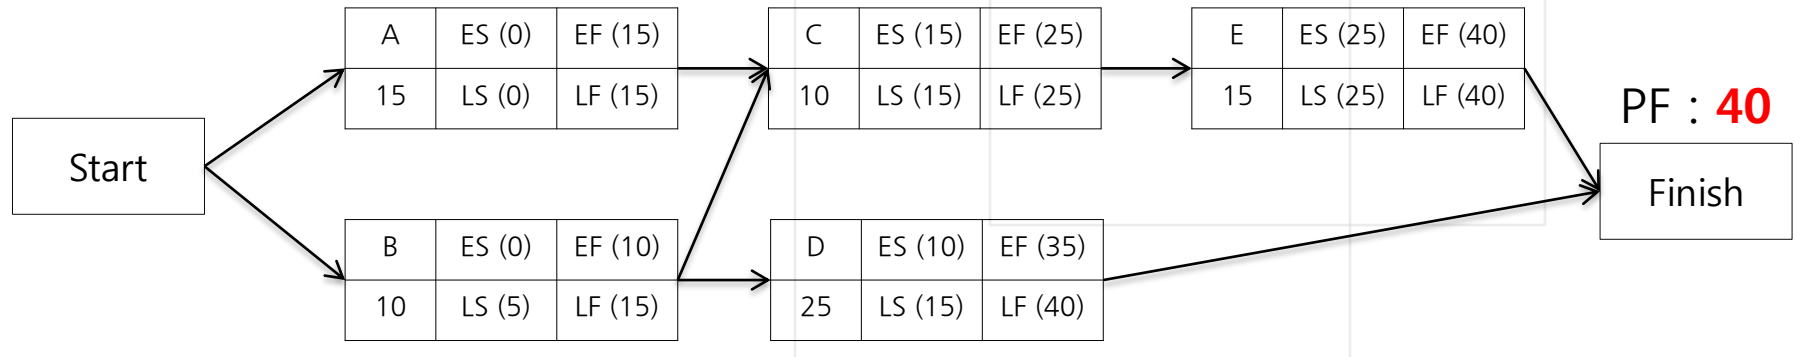 A ES (0) EF (15)
15 LS (0) LF (15)
C ES (15) EF (25)
10 LS (15) LF (25)
E ES (25) EF (40)
15 LS (25) LF (40)
PF : 40
Start
Finish
B ES (0) EF (10)
10 LS (5) LF (15)
D ES (10) EF (35)
25 LS (15) LF (40)